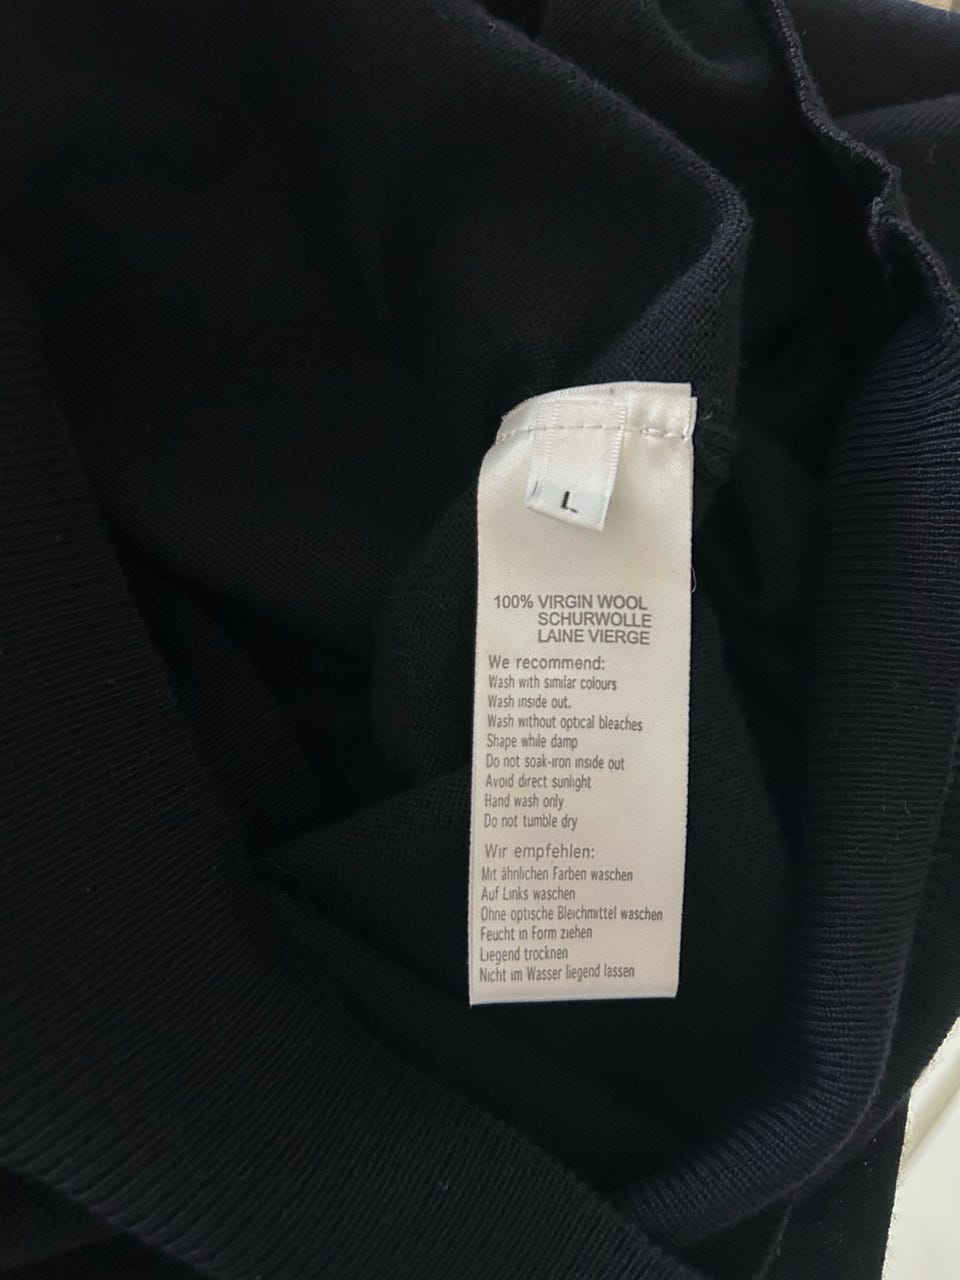 L
100% VIRGIN WOOL
SCHURWOLLE
LAINE VIERGE
We recommend:
Wash with similar colours
Wash inside out.
Wash without optical bleaches
Shape while damp
Do not soak-iron inside out
Avoid direct sunlight
Hand wash only
Do not tumble dry
Wir empfehlen:
Mit ähnlichen Farben waschen
Auf Links waschen
Ohne optische Bleichmittel waschen
Feucht in Form ziehen
Liegend trocknen
Nicht im Wasser liegend lassen